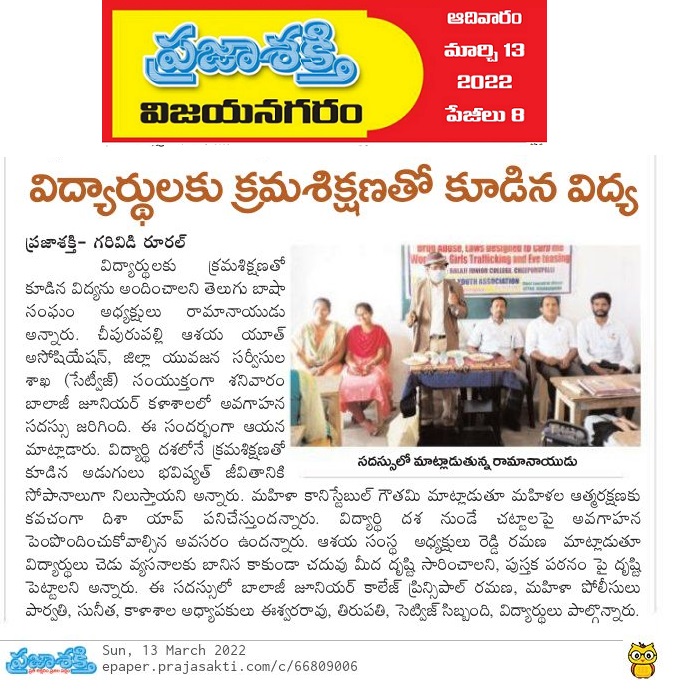 ప్రజాశక్తి
విజయనగరం
ఆదివారం
మార్చి 13
2022
పేజీలు 8
విద్యార్థులకు క్రమశిక్షణతో కూడిన విద్య
ప్రజాశక్తి- గరివిడి రూరల్
విద్యార్థులకు క్రమశిక్షణతో
కూడిన విద్యను అందించాలని తెలుగు బాషా
సంఘం అధ్యక్షులు రామానాయుడు
అన్నారు. చీపురుపల్లి ఆశయ యూత్
అసోషియేషన్, జిల్లా యువజన సర్వీసుల
శాఖ (సేట్వీజ్) సంయుక్తంగా శనివారం
బాలాజీ జూనియర్ కళాశాలలో అవగాహన
సదస్సు జరిగింది. ఈ సందర్భంగా ఆయన
మాట్లాడారు. విద్యార్థి దశలోనే క్రమశిక్షణతో
కూడిన అడుగులు భవిష్యత్ జీవితానికి
Drug Abuse, Laws Designed to Curb the
Girls Trafficking and Eve teasing
BALAJI JUNIOR COLLEGE, CHEEPURUPALLI
YOUTH ASSOCIATION
సదస్సులో మాట్లాడుతున్న రామానాయుడు
సోపానాలుగా నిలుస్తాయని అన్నారు. మహిళా కానిస్టేబుల్ గౌతమి మాట్లాడుతూ మహిళల ఆత్మరక్షణకు
కవచంగా దిశా యాప్ పనిచేస్తుందన్నారు. విద్యార్థి దశ నుండే చట్టాలపై అవగాహన
పెంపొందించుకోవాల్సిన అవసరం ఉందన్నారు. ఆశయ సంస్థ అధ్యక్షులు రెడ్డి రమణ మాట్లాడుతూ
విద్యార్థులు చెడు వ్యసనాలకు బానిస కాకుండా చదువు మీద దృష్టి సారించాలని, పుస్తక పఠనం పై దృష్టి
పెట్టాలని అన్నారు. ఈ సదస్సులో బాలాజీ జూనియర్ కాలేజ్ ప్రిన్సిపాల్ రమణ, మహిళా పోలీసులు
పార్వతి, సునీత, కాళాశాల అధ్యాపకులు ఈశ్వరరావు, తిరుపతి, సెట్విజ్ సిబ్బంది, విద్యార్థులు పాల్గొన్నారు.
ప్రజాశక్తి
Sun, 13 March 2022
epaper.prajasakti.com/c/66809006